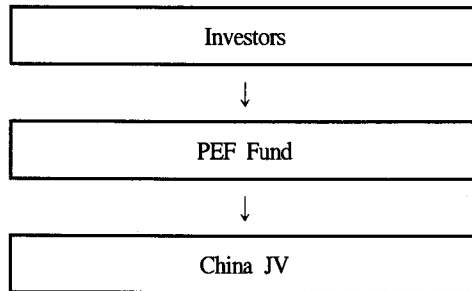 Investors
↓
PEF Fund
↓
China JV